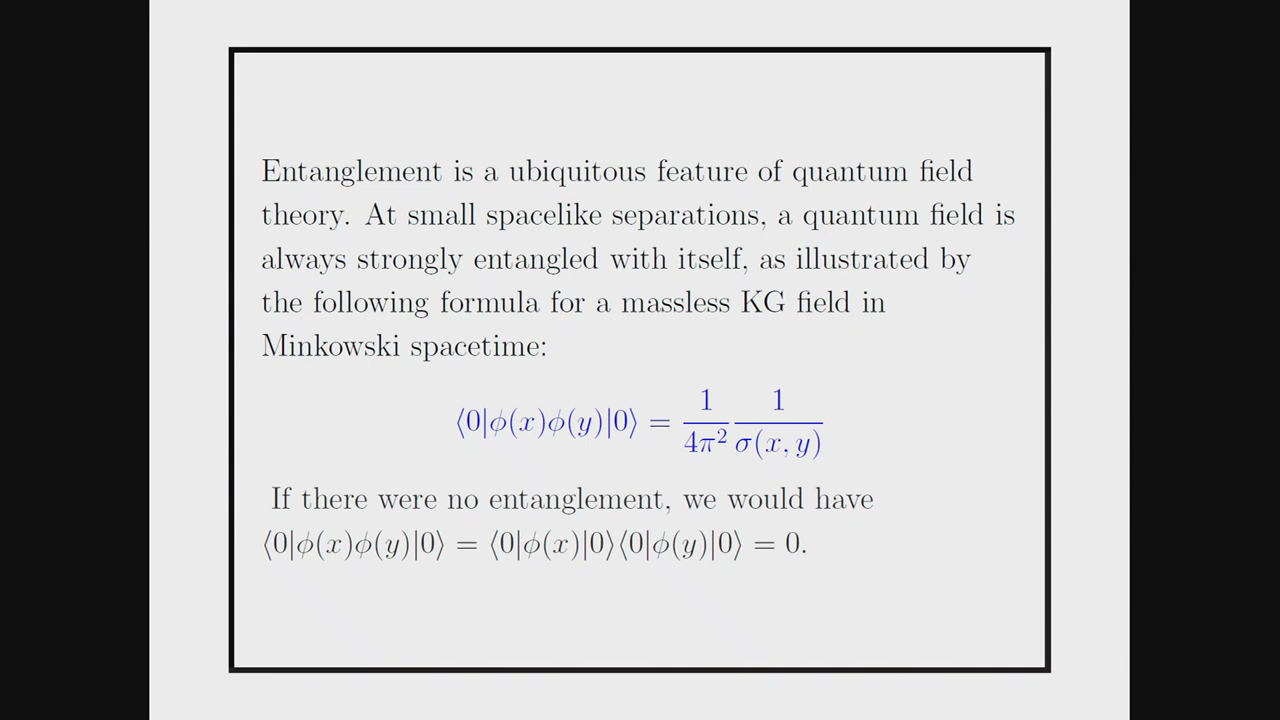 Entanglement is a ubiquitous feature of quantum field
theory. At small spacelike separations, a quantum field is
always strongly entangled with itself, as illustrated by
the following formula for a massless KG field in
Minkowski spacetime:
⟨0|ϕ(x)ϕ(y)|0⟩ = \frac{1}{4π²} \frac{1}{σ(x, y)}
If there were no entanglement, we would have
⟨0|ϕ(x)ϕ(y)|0⟩ = ⟨0|ϕ(x)|0⟩⟨0|ϕ(y)|0⟩ = 0.